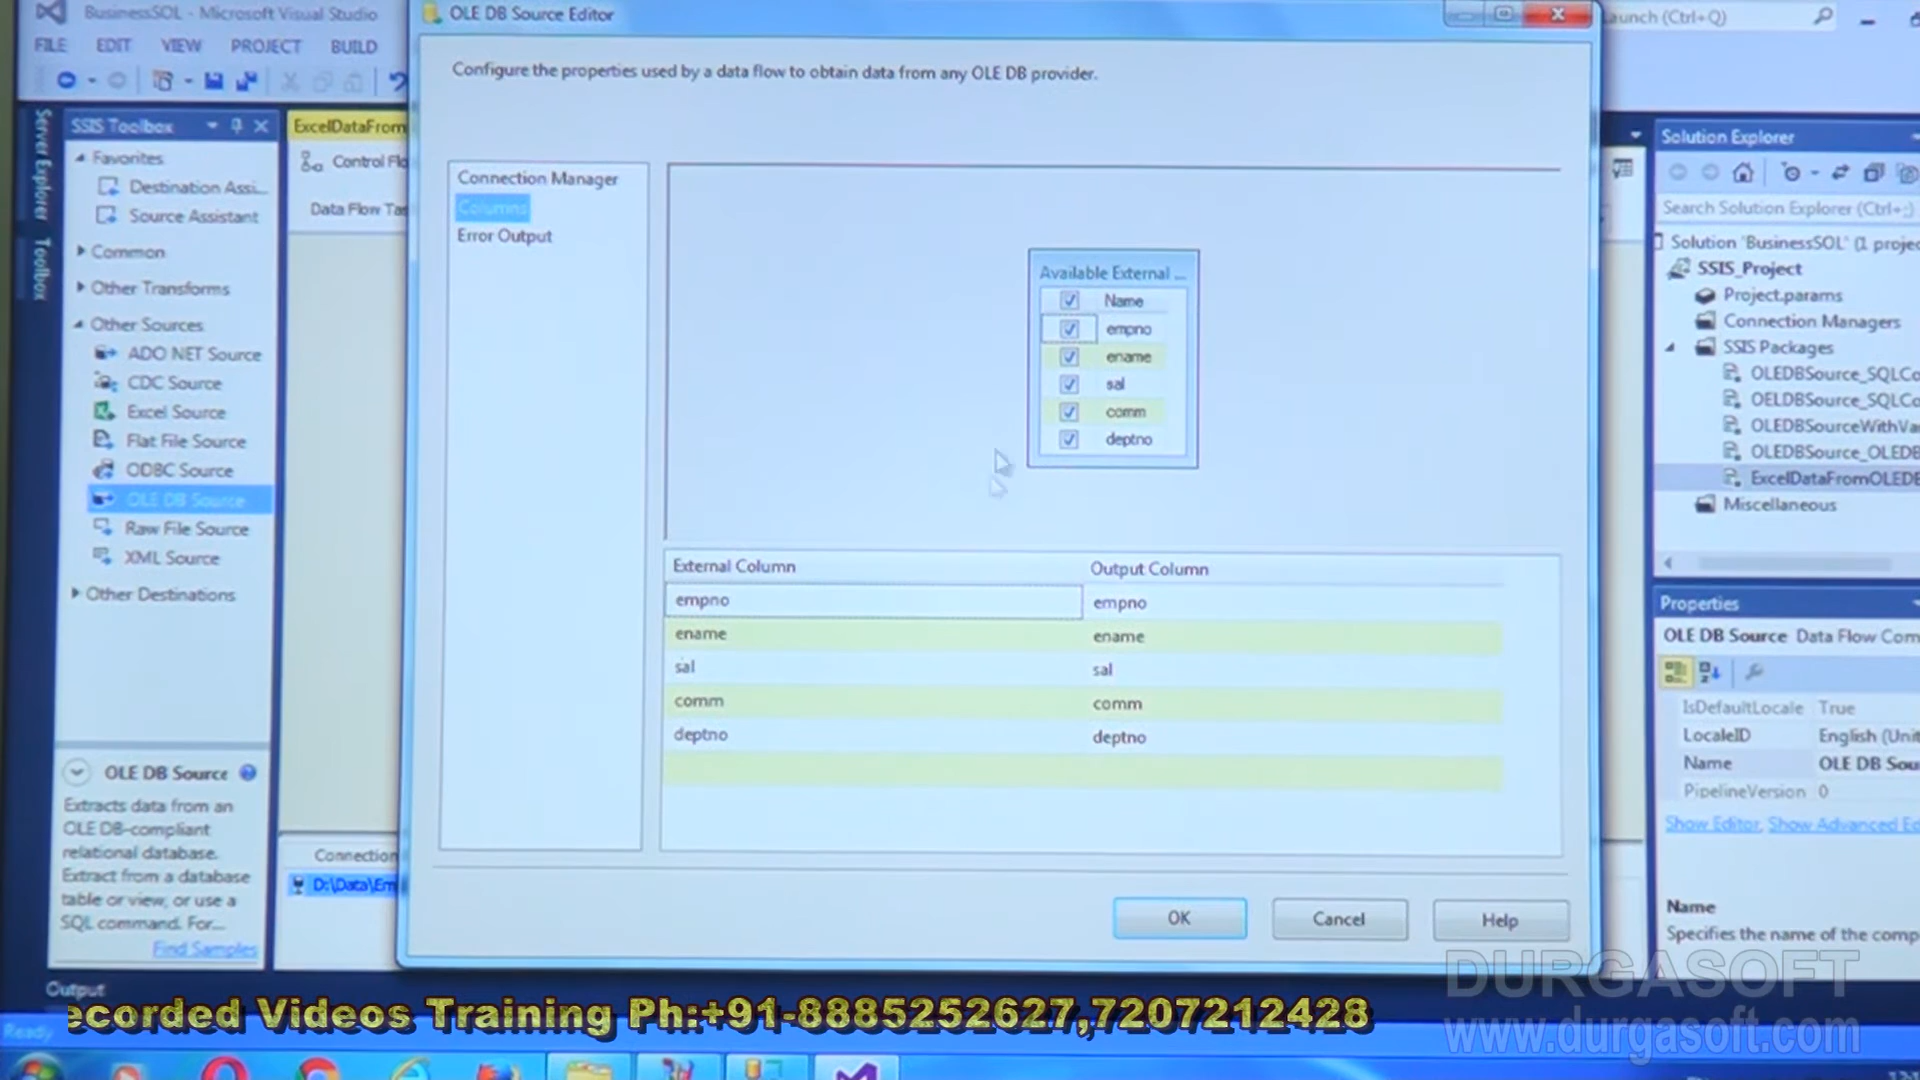 BusinessSOL - Microsoft Visual Studio
FILE EDIT VIEW PROJECT BUILD
Server Explorer
Toolbox
SSIS Toolbox
Favorites
Destination Assi...
Source Assistant
Common
Other Transforms
Other Sources
ADO NET Source
CDC Source
Excel Source
Flat File Source
ODBC Source
OLE DB Source
Raw File Source
XML Source
Other Destinations
OLE DB Source
Extracts data from an
OLE DB-compliant
relational database.
Extract from a database
table or view, or use a
SQL command. For...
Find Samples
Output
Ready
ExcelDataFrom
Control Flo
Data Flow Tas
Connection
D:\Data\Em
OLE DB Source Editor
Configure the properties used by a data flow to obtain data from any OLE DB provider.
Connection Manager
Columns
Error Output
Available External ...
Name
empno
ename
sal
comm
deptno
External Column Output Column
empno empno
ename ename
sal sal
comm comm
deptno deptno
OK Cancel Help
aunch (Ctrl+Q)
Solution Explorer
Search Solution Explorer (Ctrl+;)
Solution 'BusinessSOL' (1 projec
SSIS_Project
Project.params
Connection Managers
SSIS Packages
OLEDBSource_SQLCo
OELDBSource_SQLCo
OLEDBSourceWithVa
OLEDBSource_OLEDB
ExcelDataFromOLEDB
Miscellaneous
Properties
OLE DB Source Data Flow Com
IsDefaultLocale True
LocaleID English (Unit
Name OLE DB Sou
PipelineVersion 0
Show Editor, Show Advanced Ed
Name
Specifies the name of the comp
DURGASOFT
www.durgasoft.com
ecorded Videos Training Ph:+91-8885252627,7207212428